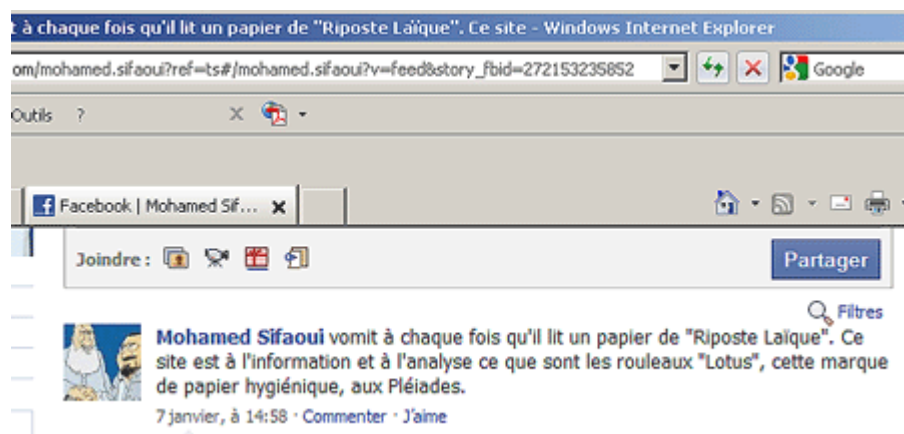 t à chaque fois qu'il lit un papier de "Riposte Laïque". Ce site - Windows Internet Explorer
om/mohamed.sifaoui?ref=ts#/mohamed.sifaoui?v=feed&story_fbid=272153235852
Google
Outils ?
Facebook | Mohamed Sif...
Joindre :
Partager
Filtres
Mohamed Sifaoui vomit à chaque fois qu'il lit un papier de "Riposte Laïque". Ce
site est à l'information et à l'analyse ce que sont les rouleaux "Lotus", cette marque
de papier hygiénique, aux Pléiades.
7 janvier, à 14:58 · Commenter · J'aime